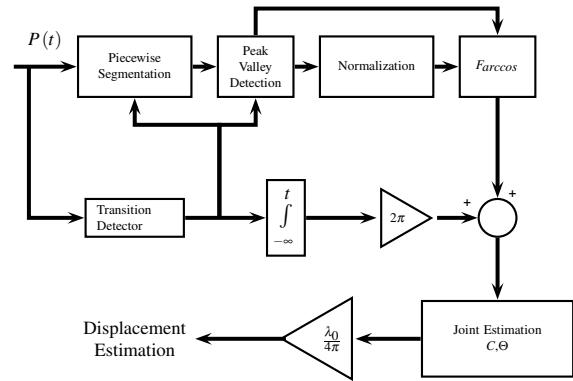 P(t)
Piecewise
Segmentation
Peak
Valley
Detection
Normalization
Farccos
Transition
Detector
t
∫
−∞
2π
+
+
Displacement
Estimation
λ0
4π
Joint Estimation
C,Θ